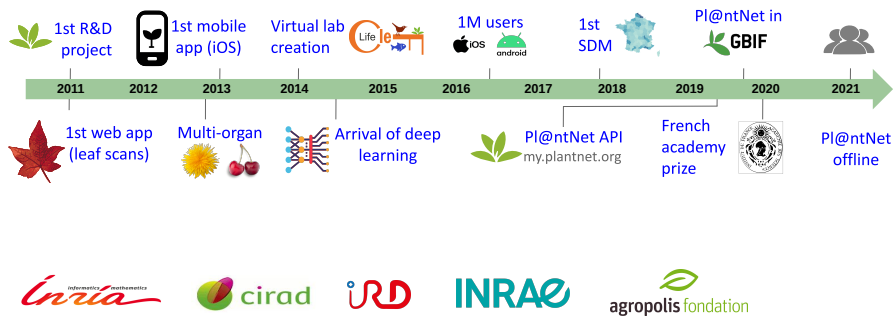 1st R&D
project
1st mobile
app (iOS)
Virtual lab
creation
Life
cle
1M users
iOS
android
1st
SDM
Pl@ntNet in
GBIF
2011
2012
2013
2014
2015
2016
2017
2018
2019
2020
2021
1st web app
(leaf scans)
Multi-organ
Arrival of deep
learning
Pl@ntNet API
my.plantnet.org
French
academy
prize
Pl@ntNet
offline
informatics mathematics
inria
cirad
iRD
INRAE
agropolis fondation